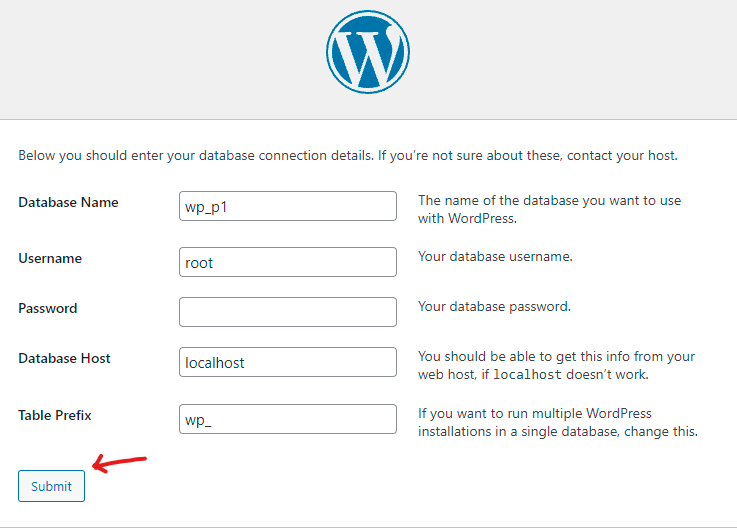 Below you should enter your database connection details. If you’re not sure about these, contact your host.
Database Name
wp_p1
The name of the database you want to use
with WordPress.
Username
root
Your database username.
Password
Your database password.
Database Host
localhost
You should be able to get this info from your
web host, if localhost doesn’t work.
Table Prefix
wp_
If you want to run multiple WordPress
installations in a single database, change this.
Submit